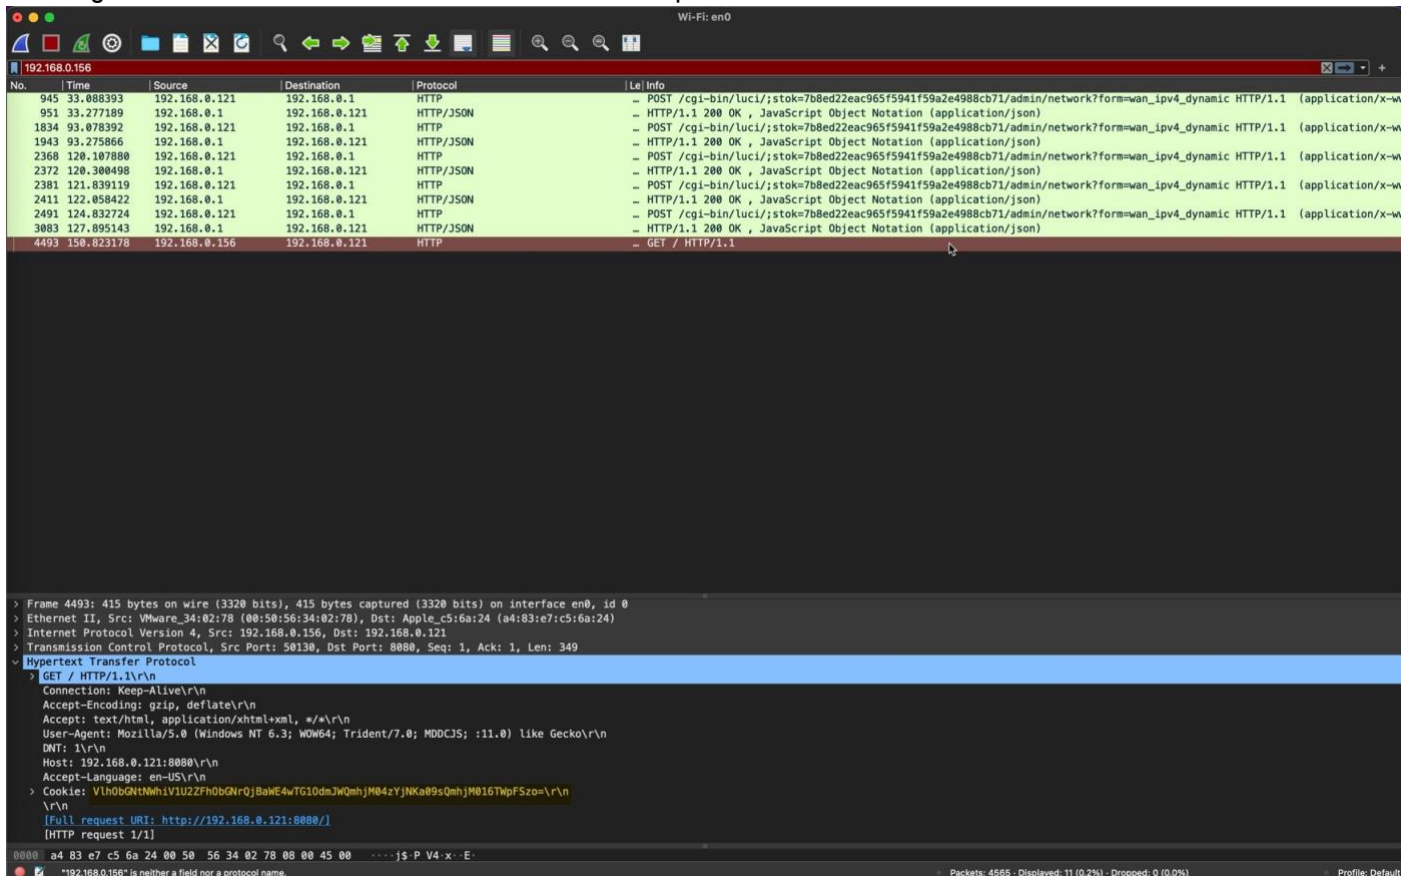 Wi-Fi: en0
192.168.0.156
No. Time Source Destination Protocol Le Info
945 33.088393 192.168.0.121 192.168.0.1 HTTP … POST /cgi-bin/luci/;stok=7b8ed22eac965f5941f59a2e4988cb71/admin/network?form=wan_ipv4_dynamic HTTP/1.1 (application/x-ww
951 33.277189 192.168.0.1 192.168.0.121 HTTP/JSON … HTTP/1.1 200 OK , JavaScript Object Notation (application/json)
1834 93.078392 192.168.0.121 192.168.0.1 HTTP … POST /cgi-bin/luci/;stok=7b8ed22eac965f5941f59a2e4988cb71/admin/network?form=wan_ipv4_dynamic HTTP/1.1 (application/x-ww
1943 93.275866 192.168.0.1 192.168.0.121 HTTP/JSON … HTTP/1.1 200 OK , JavaScript Object Notation (application/json)
2368 120.107880 192.168.0.121 192.168.0.1 HTTP … POST /cgi-bin/luci/;stok=7b8ed22eac965f5941f59a2e4988cb71/admin/network?form=wan_ipv4_dynamic HTTP/1.1 (application/x-ww
2372 120.300498 192.168.0.1 192.168.0.121 HTTP/JSON … HTTP/1.1 200 OK , JavaScript Object Notation (application/json)
2381 121.839119 192.168.0.121 192.168.0.1 HTTP … POST /cgi-bin/luci/;stok=7b8ed22eac965f5941f59a2e4988cb71/admin/network?form=wan_ipv4_dynamic HTTP/1.1 (application/x-ww
2411 122.058422 192.168.0.1 192.168.0.121 HTTP/JSON … HTTP/1.1 200 OK , JavaScript Object Notation (application/json)
2491 124.832724 192.168.0.121 192.168.0.1 HTTP … POST /cgi-bin/luci/;stok=7b8ed22eac965f5941f59a2e4988cb71/admin/network?form=wan_ipv4_dynamic HTTP/1.1 (application/x-ww
3083 127.895143 192.168.0.1 192.168.0.121 HTTP/JSON … HTTP/1.1 200 OK , JavaScript Object Notation (application/json)
4493 150.823178 192.168.0.156 192.168.0.121 HTTP … GET / HTTP/1.1
Frame 4493: 415 bytes on wire (3320 bits), 415 bytes captured (3320 bits) on interface en0, id 0
Ethernet II, Src: VMware_34:02:78 (00:50:56:34:02:78), Dst: Apple_c5:6a:24 (a4:83:e7:c5:6a:24)
Internet Protocol Version 4, Src: 192.168.0.156, Dst: 192.168.0.121
Transmission Control Protocol, Src Port: 50130, Dst Port: 8080, Seq: 1, Ack: 1, Len: 349
Hypertext Transfer Protocol
GET / HTTP/1.1\r\n
Connection: Keep-Alive\r\n
Accept-Encoding: gzip, deflate\r\n
Accept: text/html, application/xhtml+xml, */*\r\n
User-Agent: Mozilla/5.0 (Windows NT 6.3; WOW64; Trident/7.0; MDDCJS; :11.0) like Gecko\r\n
DNT: 1\r\n
Host: 192.168.0.121:8080\r\n
Accept-Language: en-US\r\n
Cookie: VlhObGNtNWhiV1U2ZFhObGNrQjBaWE4wTG1OdmJWQmhjM04zYjNKa09sQmhjM016TWpFSzo=\r\n
\r\n
[Full request URI: http://192.168.0.121:8080/]
[HTTP request 1/1]
0000 a4 83 e7 c5 6a 24 00 50 56 34 02 78 08 00 45 00 ····j$·P V4·x··E·
"192.168.0.156" is neither a field nor a protocol name. Packets: 4565 · Displayed: 11 (0.2%) · Dropped: 0 (0.0%) Profile: Default